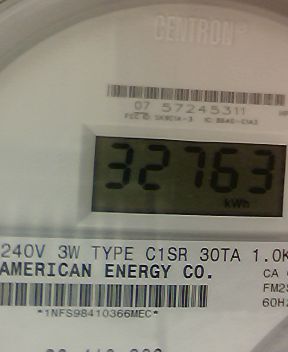 CENTRON®
07 57245311
32763
kWh
240V 3W TYPE C1SR 30TA 1.0K
AMERICAN ENERGY CO.
CA
FM2S
60H
*1NFS98410366MEC*